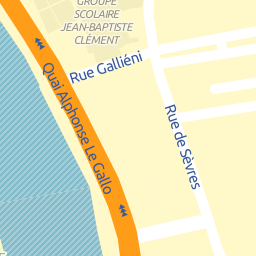 GROUPE
SCOLAIRE
JEAN-BAPTISTE
CLÉMENT
Rue Galliéni
Quai Alphonse Le Gallo
Rue de Sèvres